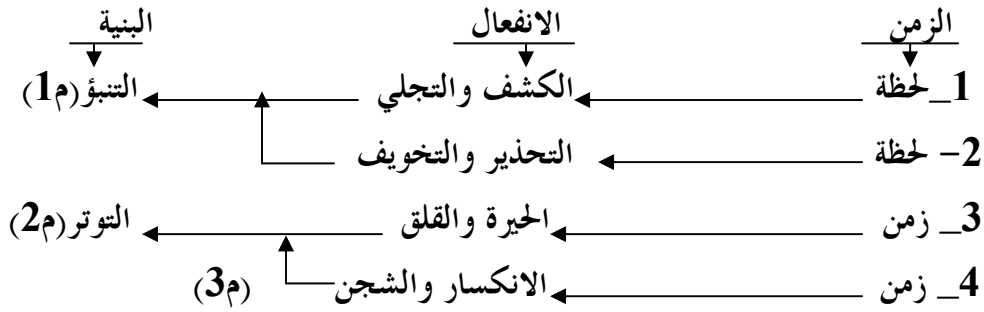 الزمن الانفعال البنية
1_لحظة الكشف والتجلي التنبؤ(م1)
2- لحظة التحذير والتخويف
3_ زمن الحيرة والقلق التوتر(م2)
4_ زمن الانكسار والشجن (م3)